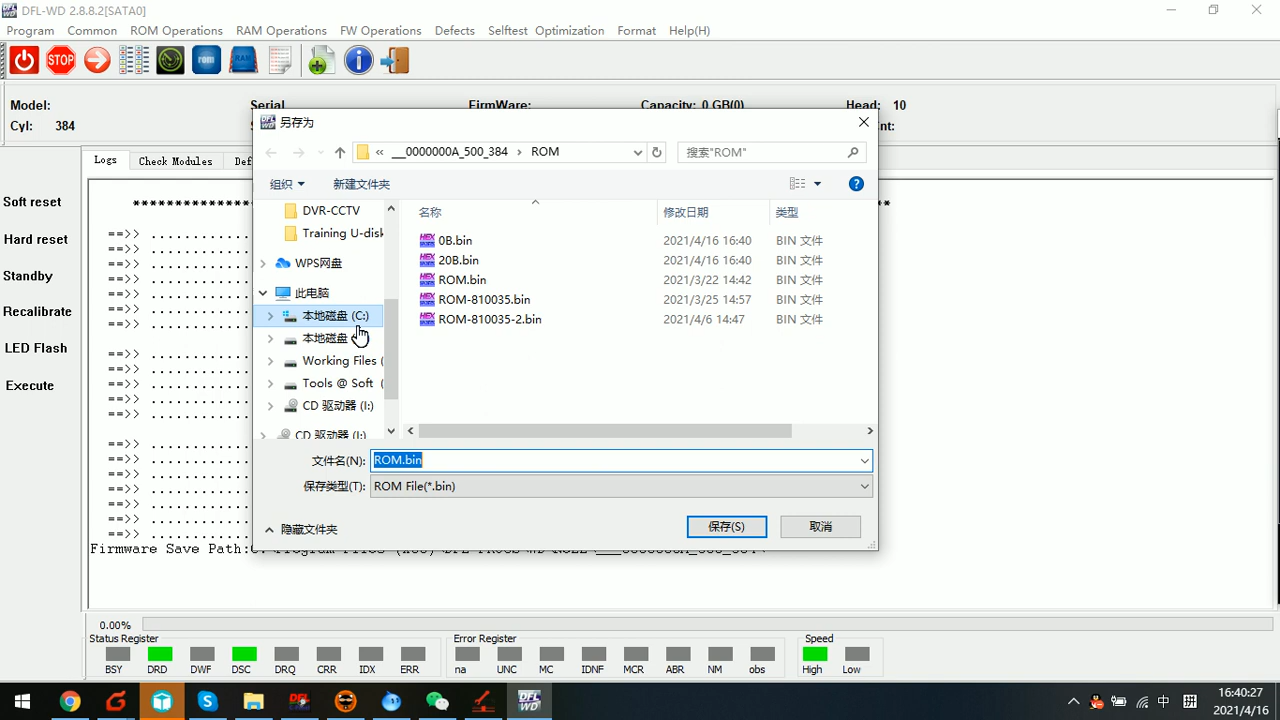 DFL-WD 2.8.8.2[SATA0]
Program Common ROM Operations RAM Operations FW Operations Defects Selftest Optimization Format Help(H)
STOP rom
Model: Serial FirmWare: Capacity: 0 GB(0) Head: 10
Cyl: 384
另存为
« __0000000A_500_384 › ROM
搜索"ROM"
Logs Check Modules
组织 新建文件夹
Soft reset
Hard reset
Standby
Recalibrate
LED Flash
Execute
DVR-CCTV
Training U-disk
WPS网盘
此电脑
本地磁盘 (C:)
本地磁盘
Working Files (
Tools @ Soft (
CD 驱动器 (I:)
CD 驱动器 (I:)
名称 修改日期 类型
0B.bin 2021/4/16 16:40 BIN 文件
20B.bin 2021/4/16 16:40 BIN 文件
ROM.bin 2021/3/22 14:42 BIN 文件
ROM-810035.bin 2021/3/25 14:57 BIN 文件
ROM-810035-2.bin 2021/4/6 14:47 BIN 文件
文件名(N): ROM.bin
保存类型(T): ROM File(*.bin)
隐藏文件夹 保存(S) 取消
Firmware Save Path:
0.00%
Status Register Error Register Speed
BSY DRD DWF DSC DRQ CRR IDX ERR na UNC MC IDNF MCR ABR NM obs High Low
DFL WD
中
16:40:27
2021/4/16